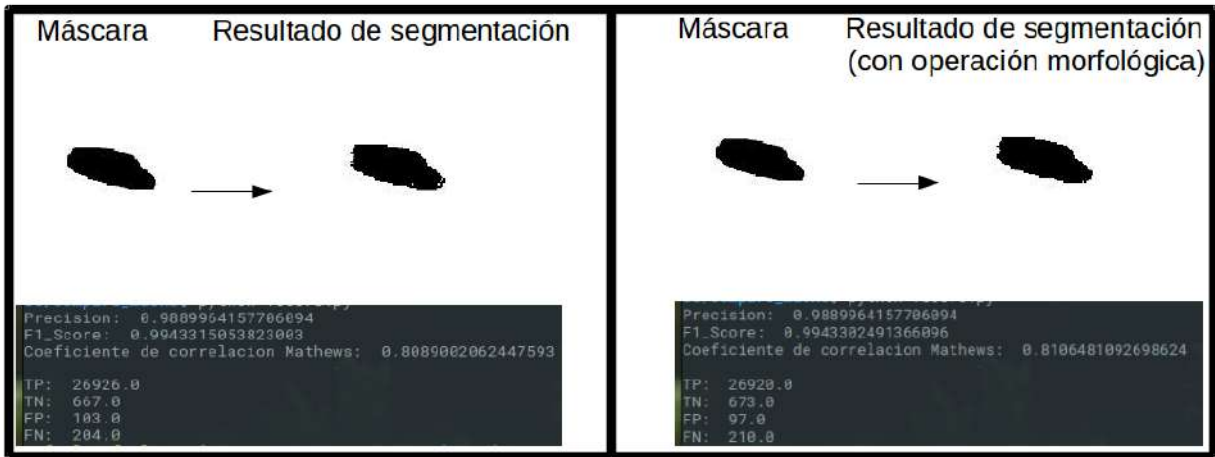 Máscara
Resultado de segmentación
Precision: 0.9889964157706094
F1_Score: 0.9943315053823003
Coeficiente de correlacion Mathews: 0.8089002062447593
TP: 26926.0
TN: 667.0
FP: 103.0
FN: 204.0
Máscara
Resultado de segmentación
(con operación morfológica)
Precision: 0.9889964157706094
F1_Score: 0.9943302491366096
Coeficiente de correlacion Mathews: 0.8106481092698624
TP: 26920.0
TN: 673.0
FP: 97.0
FN: 210.0